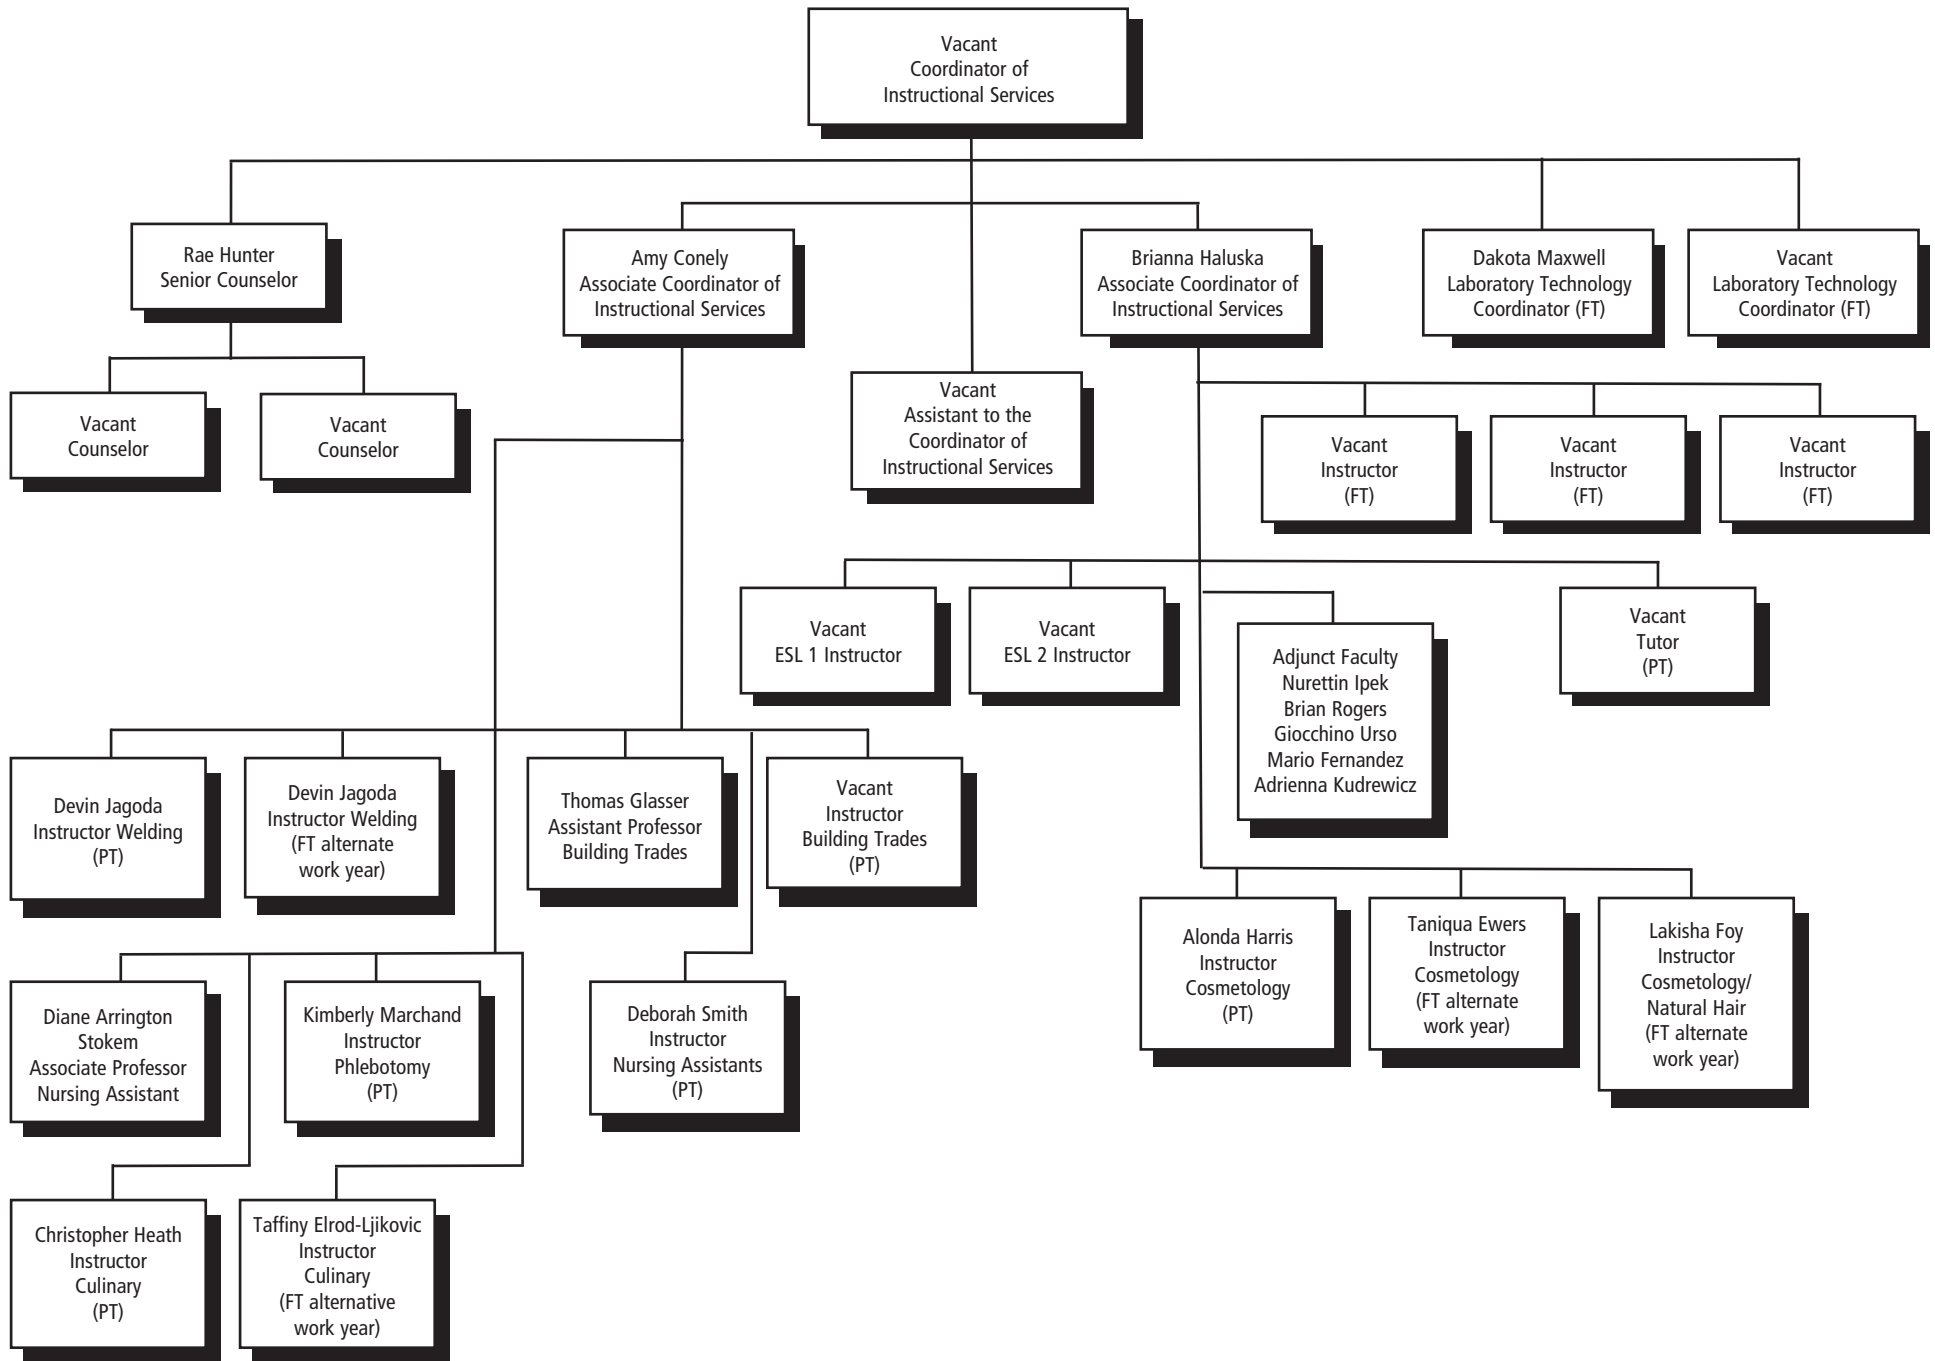 Vacant
Coordinator of
Instructional Services
Rae Hunter
Senior Counselor
Amy Conely
Associate Coordinator of
Instructional Services
Brianna Haluska
Associate Coordinator of
Instructional Services
Dakota Maxwell
Laboratory Technology
Coordinator (FT)
Vacant
Laboratory Technology
Coordinator (FT)
Vacant
Counselor
Vacant
Counselor
Vacant
Assistant to the
Coordinator of
Instructional Services
Vacant
Instructor
(FT)
Vacant
Instructor
(FT)
Vacant
Instructor
(FT)
Vacant
ESL 1 Instructor
Vacant
ESL 2 Instructor
Adjunct Faculty
Nurettin Ipek
Brian Rogers
Giocchino Urso
Mario Fernandez
Adrienna Kudrewicz
Vacant
Tutor
(PT)
Devin Jagoda
Instructor Welding
(PT)
Devin Jagoda
Instructor Welding
(FT alternate
work year)
Thomas Glasser
Assistant Professor
Building Trades
Vacant
Instructor
Building Trades
(PT)
Alonda Harris
Instructor
Cosmetology
(PT)
Taniqua Ewers
Instructor
Cosmetology
(FT alternate
work year)
Lakisha Foy
Instructor
Cosmetology/
Natural Hair
(FT alternate
work year)
Diane Arrington
Stokem
Associate Professor
Nursing Assistant
Kimberly Marchand
Instructor
Phlebotomy
(PT)
Deborah Smith
Instructor
Nursing Assistants
(PT)
Christopher Heath
Instructor
Culinary
(PT)
Taffiny Elrod-Ljikovic
Instructor
Culinary
(FT alternative
work year)